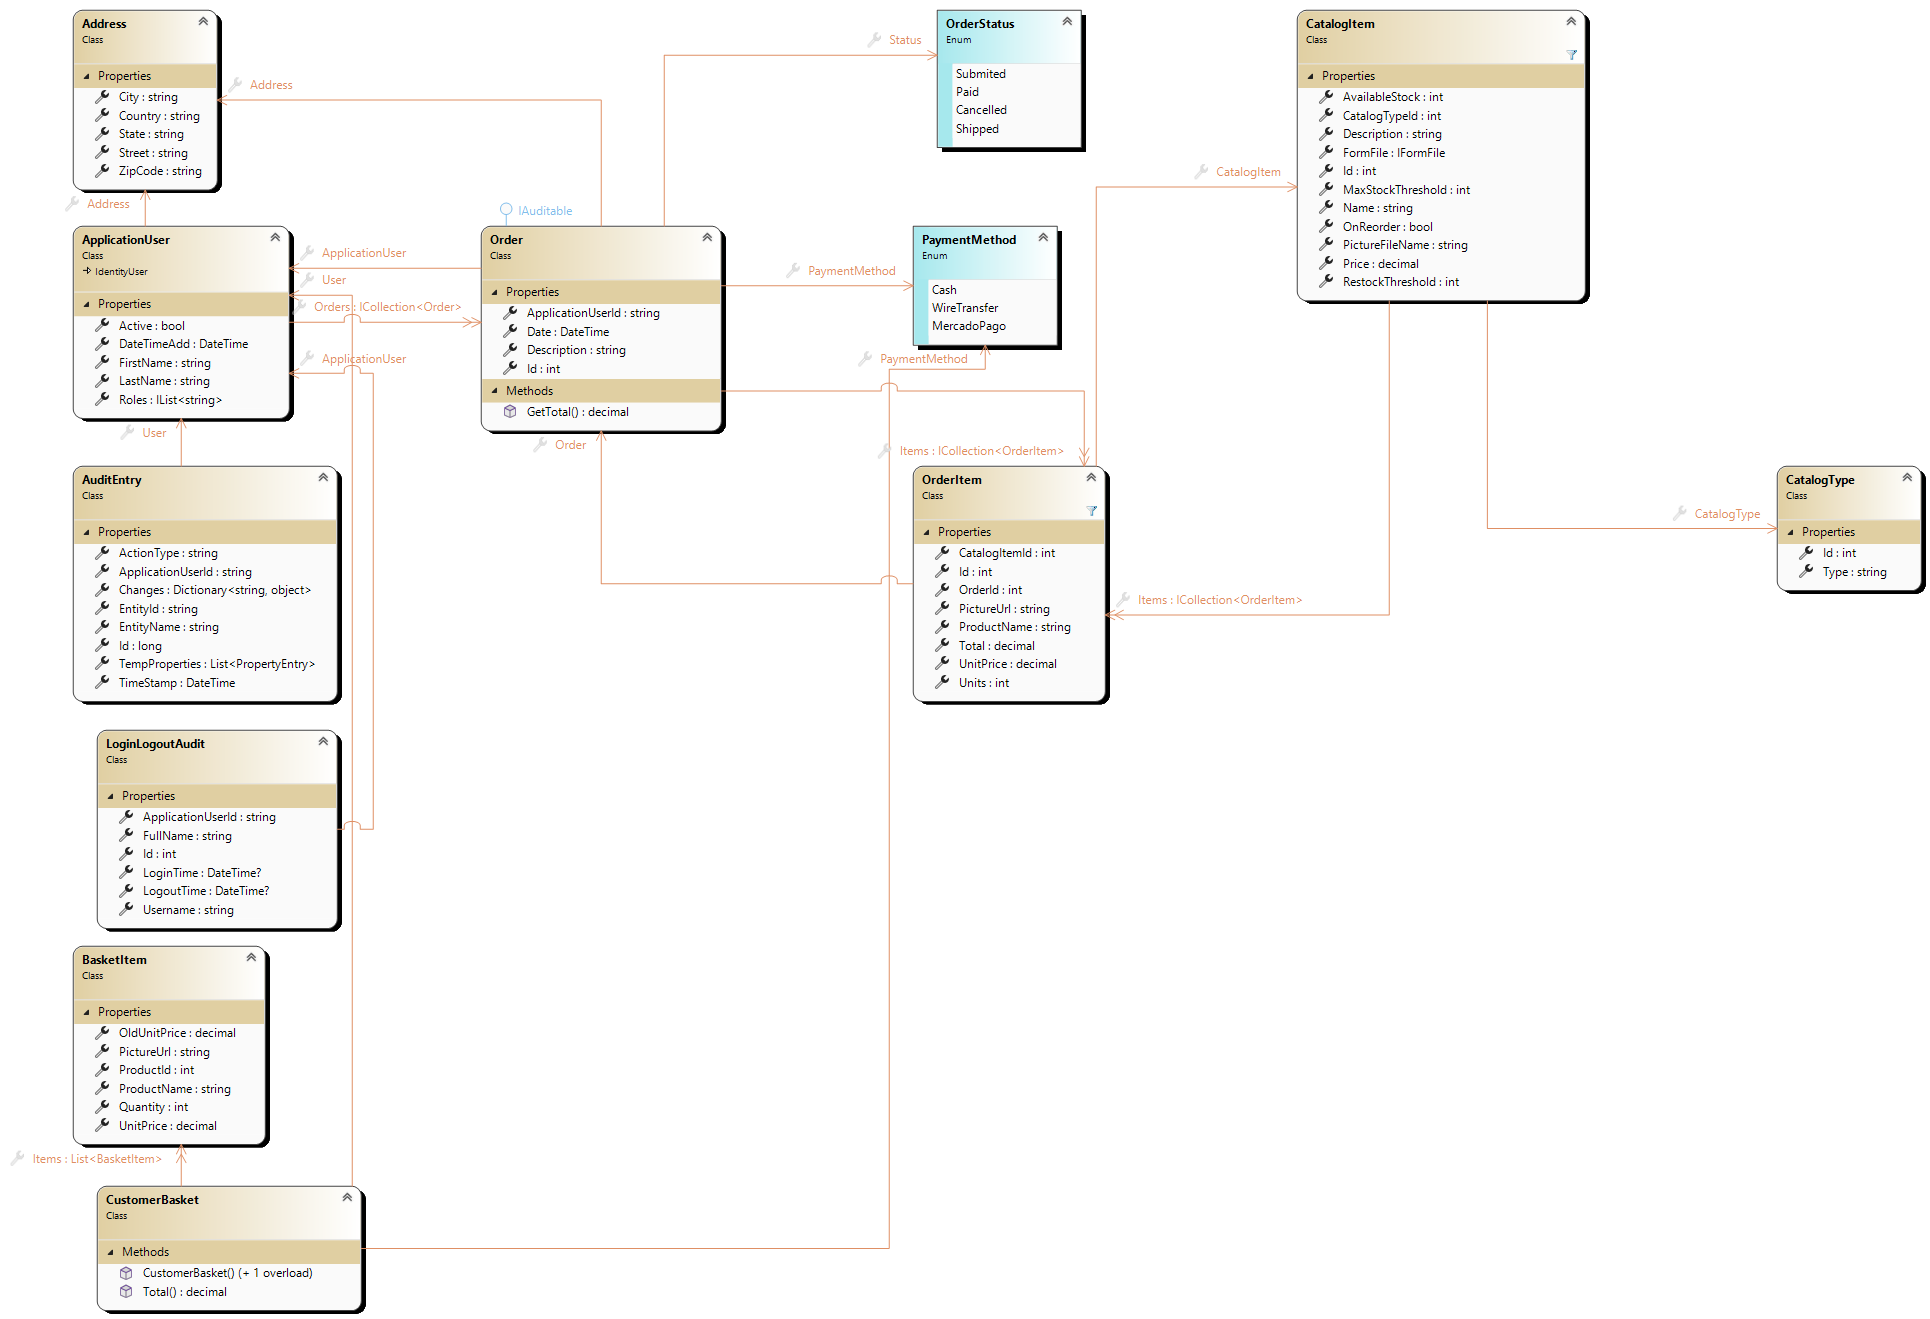 Address
Class
Properties
City : string
Country : string
State : string
Street : string
ZipCode : string
Address
Address
ApplicationUser
Class
IdentityUser
Properties
Active : bool
DateTimeAdd : DateTime
FirstName : string
LastName : string
Roles : IList<string>
ApplicationUser
User
Orders : ICollection<Order>
ApplicationUser
User
AuditEntry
Class
Properties
ActionType : string
ApplicationUserId : string
Changes : Dictionary<string, object>
EntityId : string
EntityName : string
Id : long
TempProperties : List<PropertyEntry>
TimeStamp : DateTime
LoginLogoutAudit
Class
Properties
ApplicationUserId : string
FullName : string
Id : int
LoginTime : DateTime?
LogoutTime : DateTime?
Username : string
BasketItem
Class
Properties
OldUnitPrice : decimal
PictureUrl : string
ProductId : int
ProductName : string
Quantity : int
UnitPrice : decimal
Items : List<BasketItem>
CustomerBasket
Class
Methods
CustomerBasket() (+ 1 overload)
Total() : decimal
IAuditable
Order
Class
Properties
ApplicationUserId : string
Date : DateTime
Description : string
Id : int
Methods
GetTotal() : decimal
Order
Status
OrderStatus
Enum
Submited
Paid
Cancelled
Shipped
PaymentMethod
PaymentMethod
Enum
Cash
WireTransfer
MercadoPago
PaymentMethod
Items : ICollection<OrderItem>
OrderItem
Class
Properties
CatalogItemId : int
Id : int
OrderId : int
PictureUrl : string
ProductName : string
Total : decimal
UnitPrice : decimal
Units : int
CatalogItem
CatalogItem
Class
Properties
AvailableStock : int
CatalogTypeId : int
Description : string
FormFile : IFormFile
Id : int
MaxStockThreshold : int
Name : string
OnReorder : bool
PictureFileName : string
Price : decimal
RestockThreshold : int
Items : ICollection<OrderItem>
CatalogType
CatalogType
Class
Properties
Id : int
Type : string